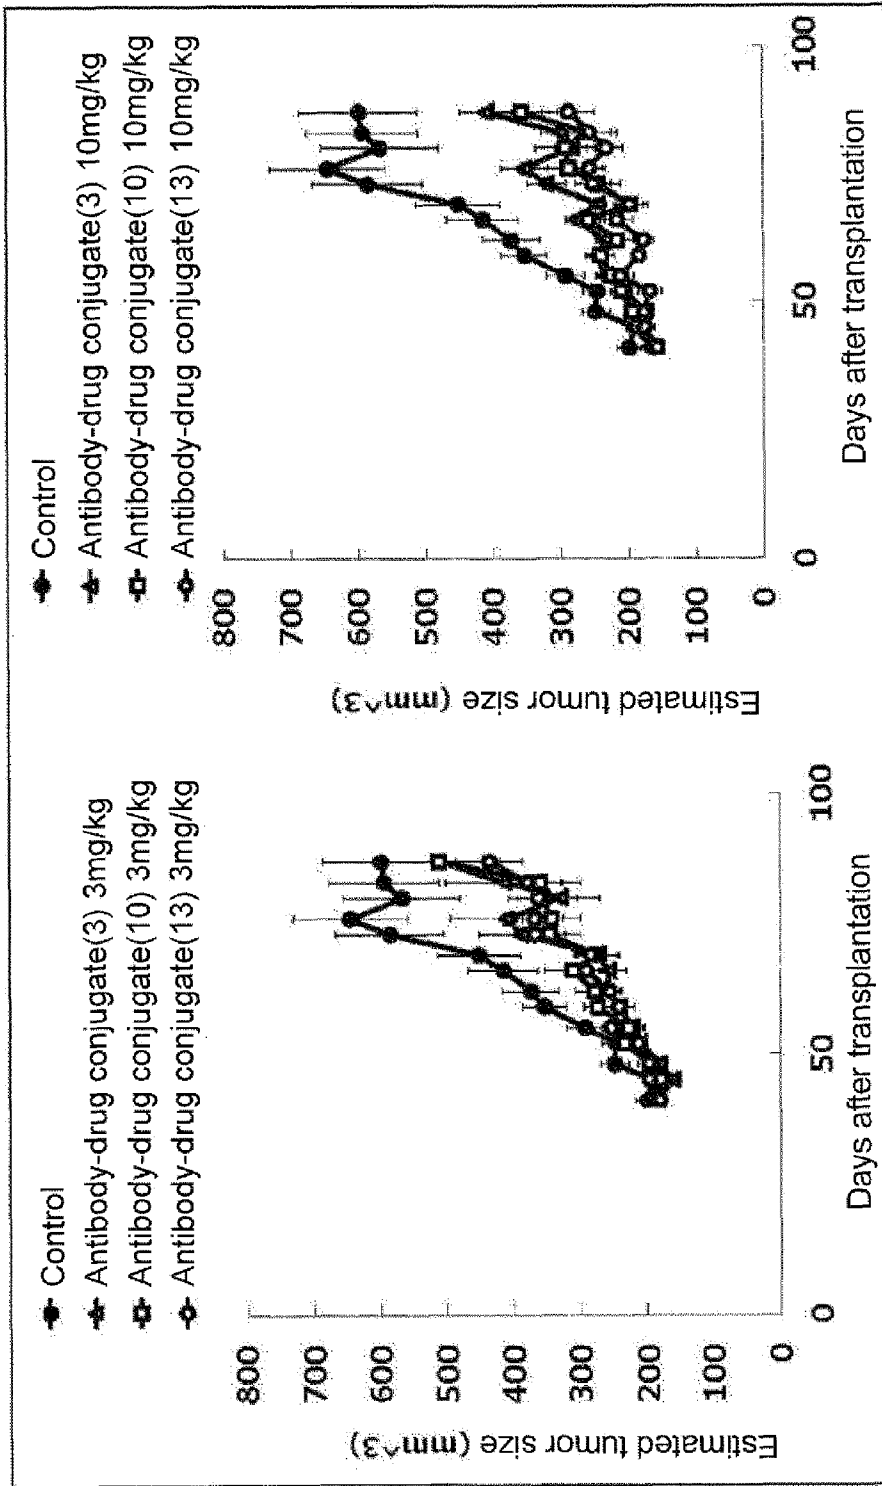 Control
Antibody-drug conjugate(3) 3mg/kg
Antibody-drug conjugate(10) 3mg/kg
Antibody-drug conjugate(13) 3mg/kg
Estimated tumor size (mm^3)
800
700
600
500
400
300
200
100
0
0
50
100
Days after transplantation
Control
Antibody-drug conjugate(3) 10mg/kg
Antibody-drug conjugate(10) 10mg/kg
Antibody-drug conjugate(13) 10mg/kg
Estimated tumor size (mm^3)
800
700
600
500
400
300
200
100
0
0
50
100
Days after transplantation